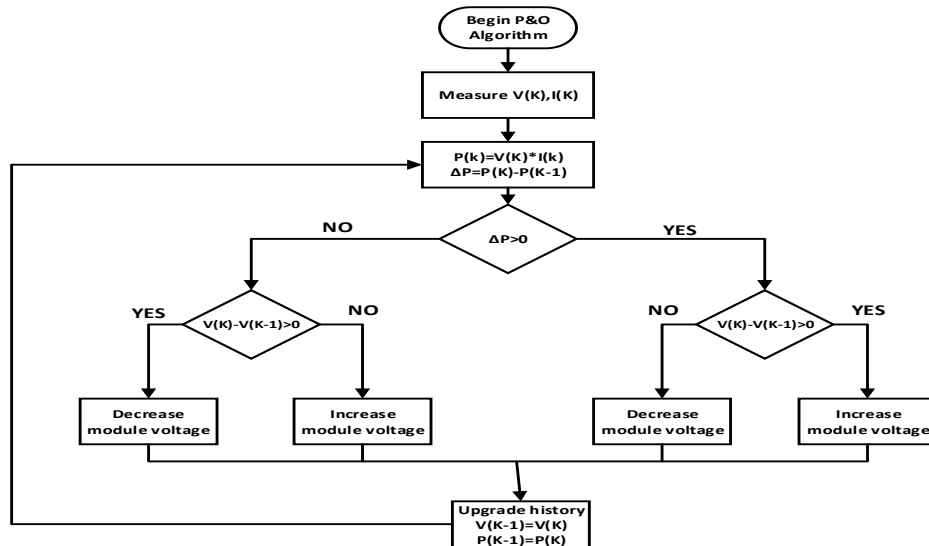 Begin P&O
Algorithm
Measure V(K),I(K)
P(k)=V(K)*I(k)
ΔP=P(K)-P(K-1)
NO
ΔP>0
YES
YES
V(K)-V(K-1)>0
NO
NO
V(K)-V(K-1)>0
YES
Decrease
module voltage
Increase
module voltage
Decrease
module voltage
Increase
module voltage
Upgrade history
V(K-1)=V(K)
P(K-1)=P(K)